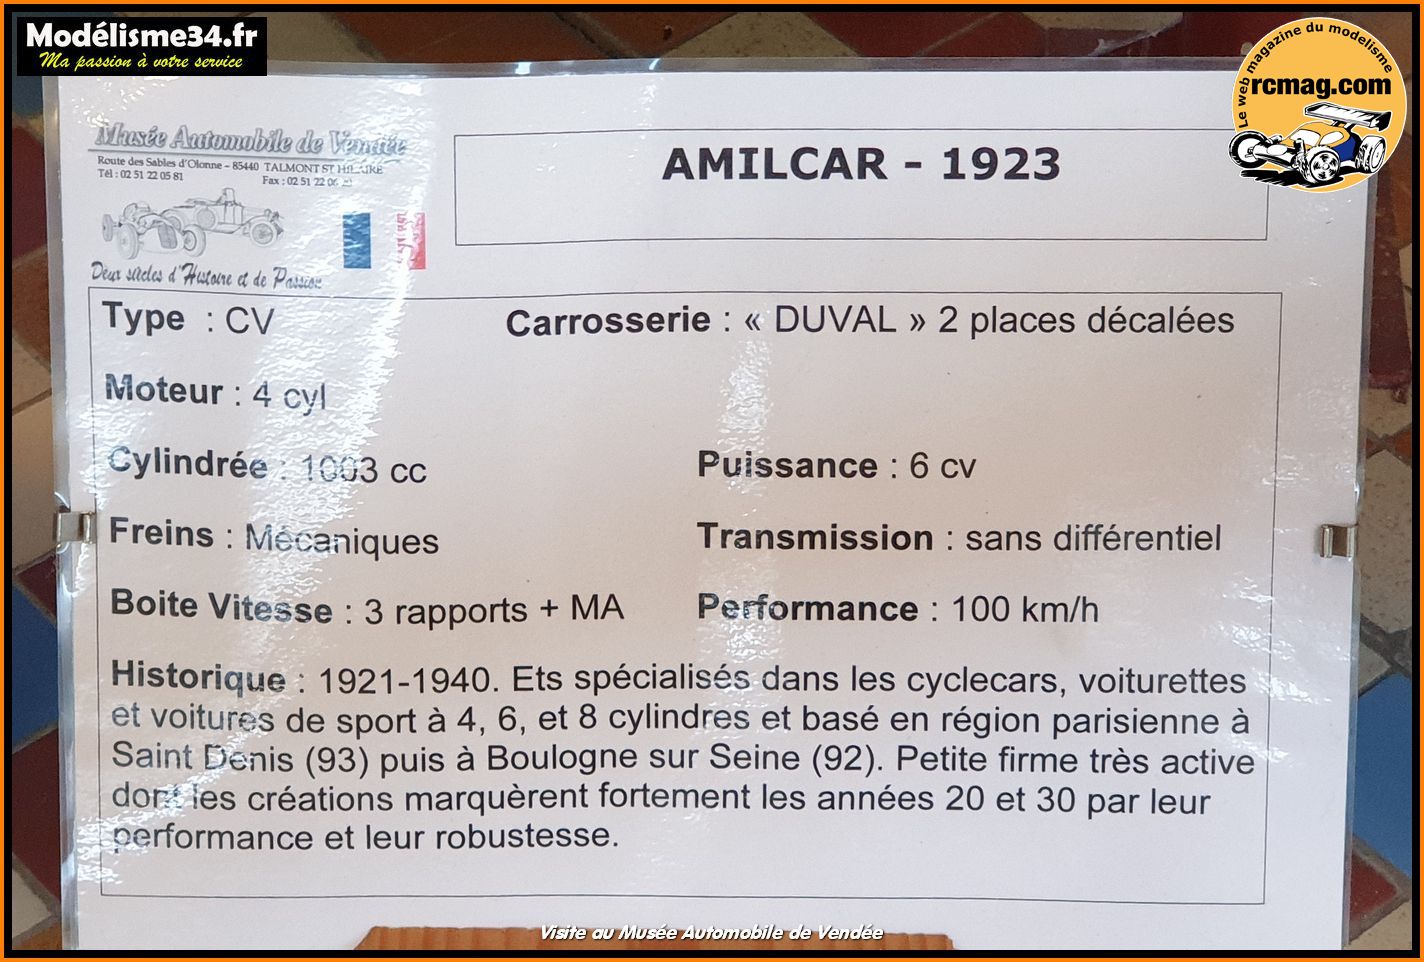 Modélisme34.fr
Ma passion à votre service
Le web magazine du modelisme
rcmag.com
Musée Automobile de Vendée
Route des Sables d'Olonne - 85440 TALMONT ST HILAIRE
Tél : 02 51 22 05 81
Fax : 02 51 22 06
Deux siècles d'Histoire et de Passion
AMILCAR - 1923
Type : CV
Carrosserie : « DUVAL » 2 places décalées
Moteur : 4 cyl
Cylindrée : 1003 cc
Puissance : 6 cv
Freins : Mécaniques
Transmission : sans différentiel
Boite Vitesse : 3 rapports + MA
Performance : 100 km/h
Historique : 1921-1940. Ets spécialisés dans les cyclecars, voiturettes
et voitures de sport à 4, 6, et 8 cylindres et basé en région parisienne à
Saint Denis (93) puis à Boulogne sur Seine (92). Petite firme très active
dont les créations marquèrent fortement les années 20 et 30 par leur
performance et leur robustesse.
Visite au Musée Automobile de Vendée